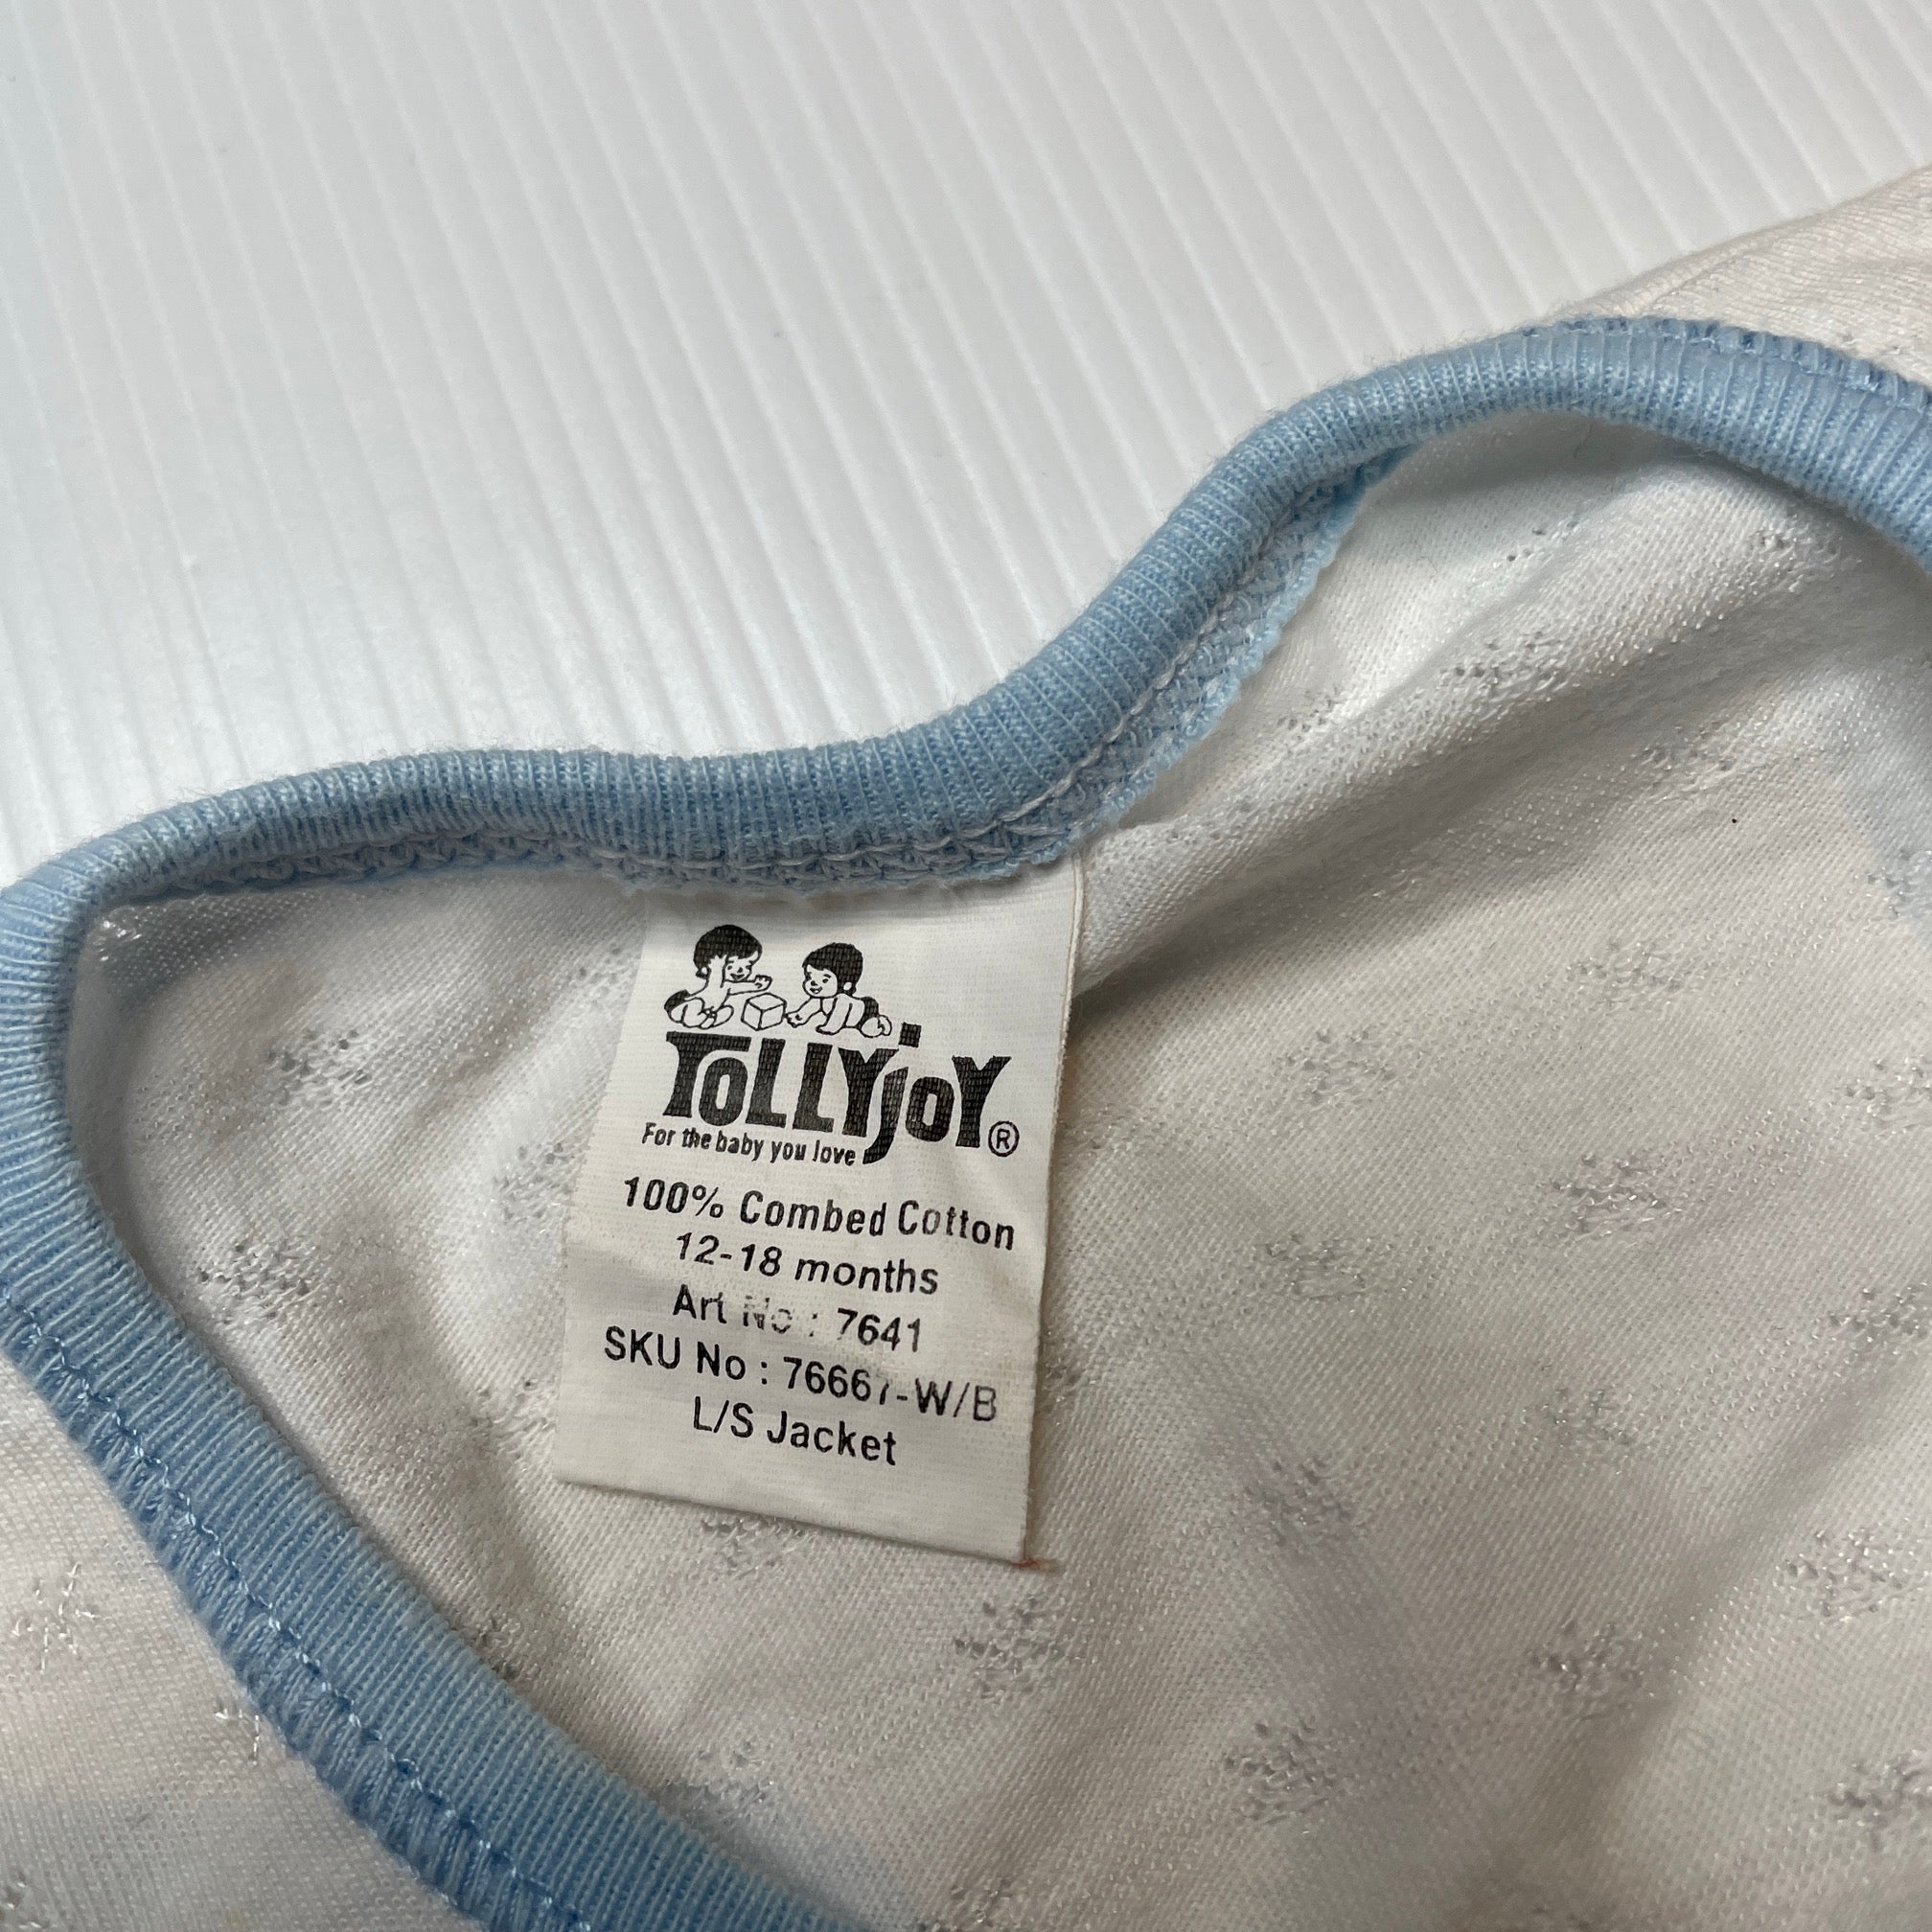 TOLLYjOY®
For the baby you love
100% Combed Cotton
12-18 months
Art No : 7641
SKU No : 76667-W/B
L/S Jacket